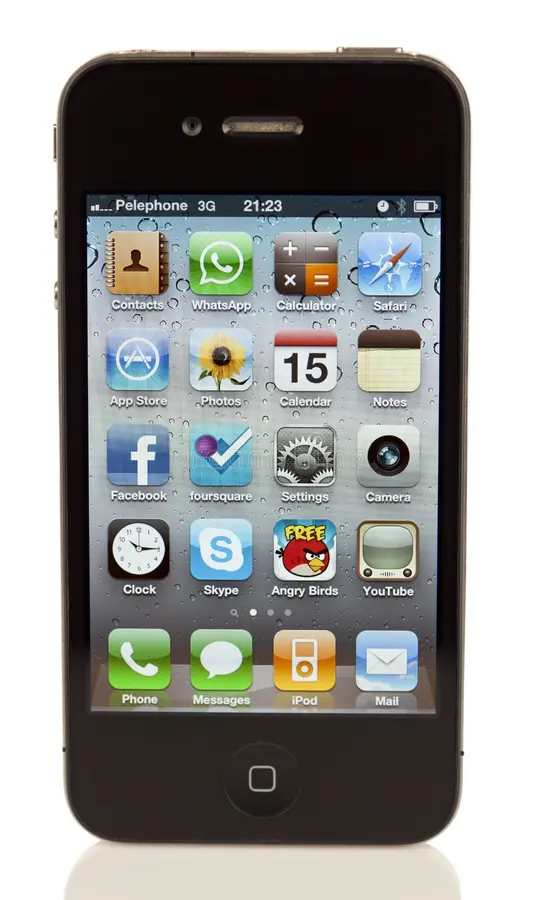 Pelephone 3G 21:23
Contacts WhatsApp Calculator Safari
15
App Store Photos Calendar Notes
f
Facebook foursquare Settings Camera
S FREE
Clock Skype Angry Birds YouTube
Phone Messages iPod Mail